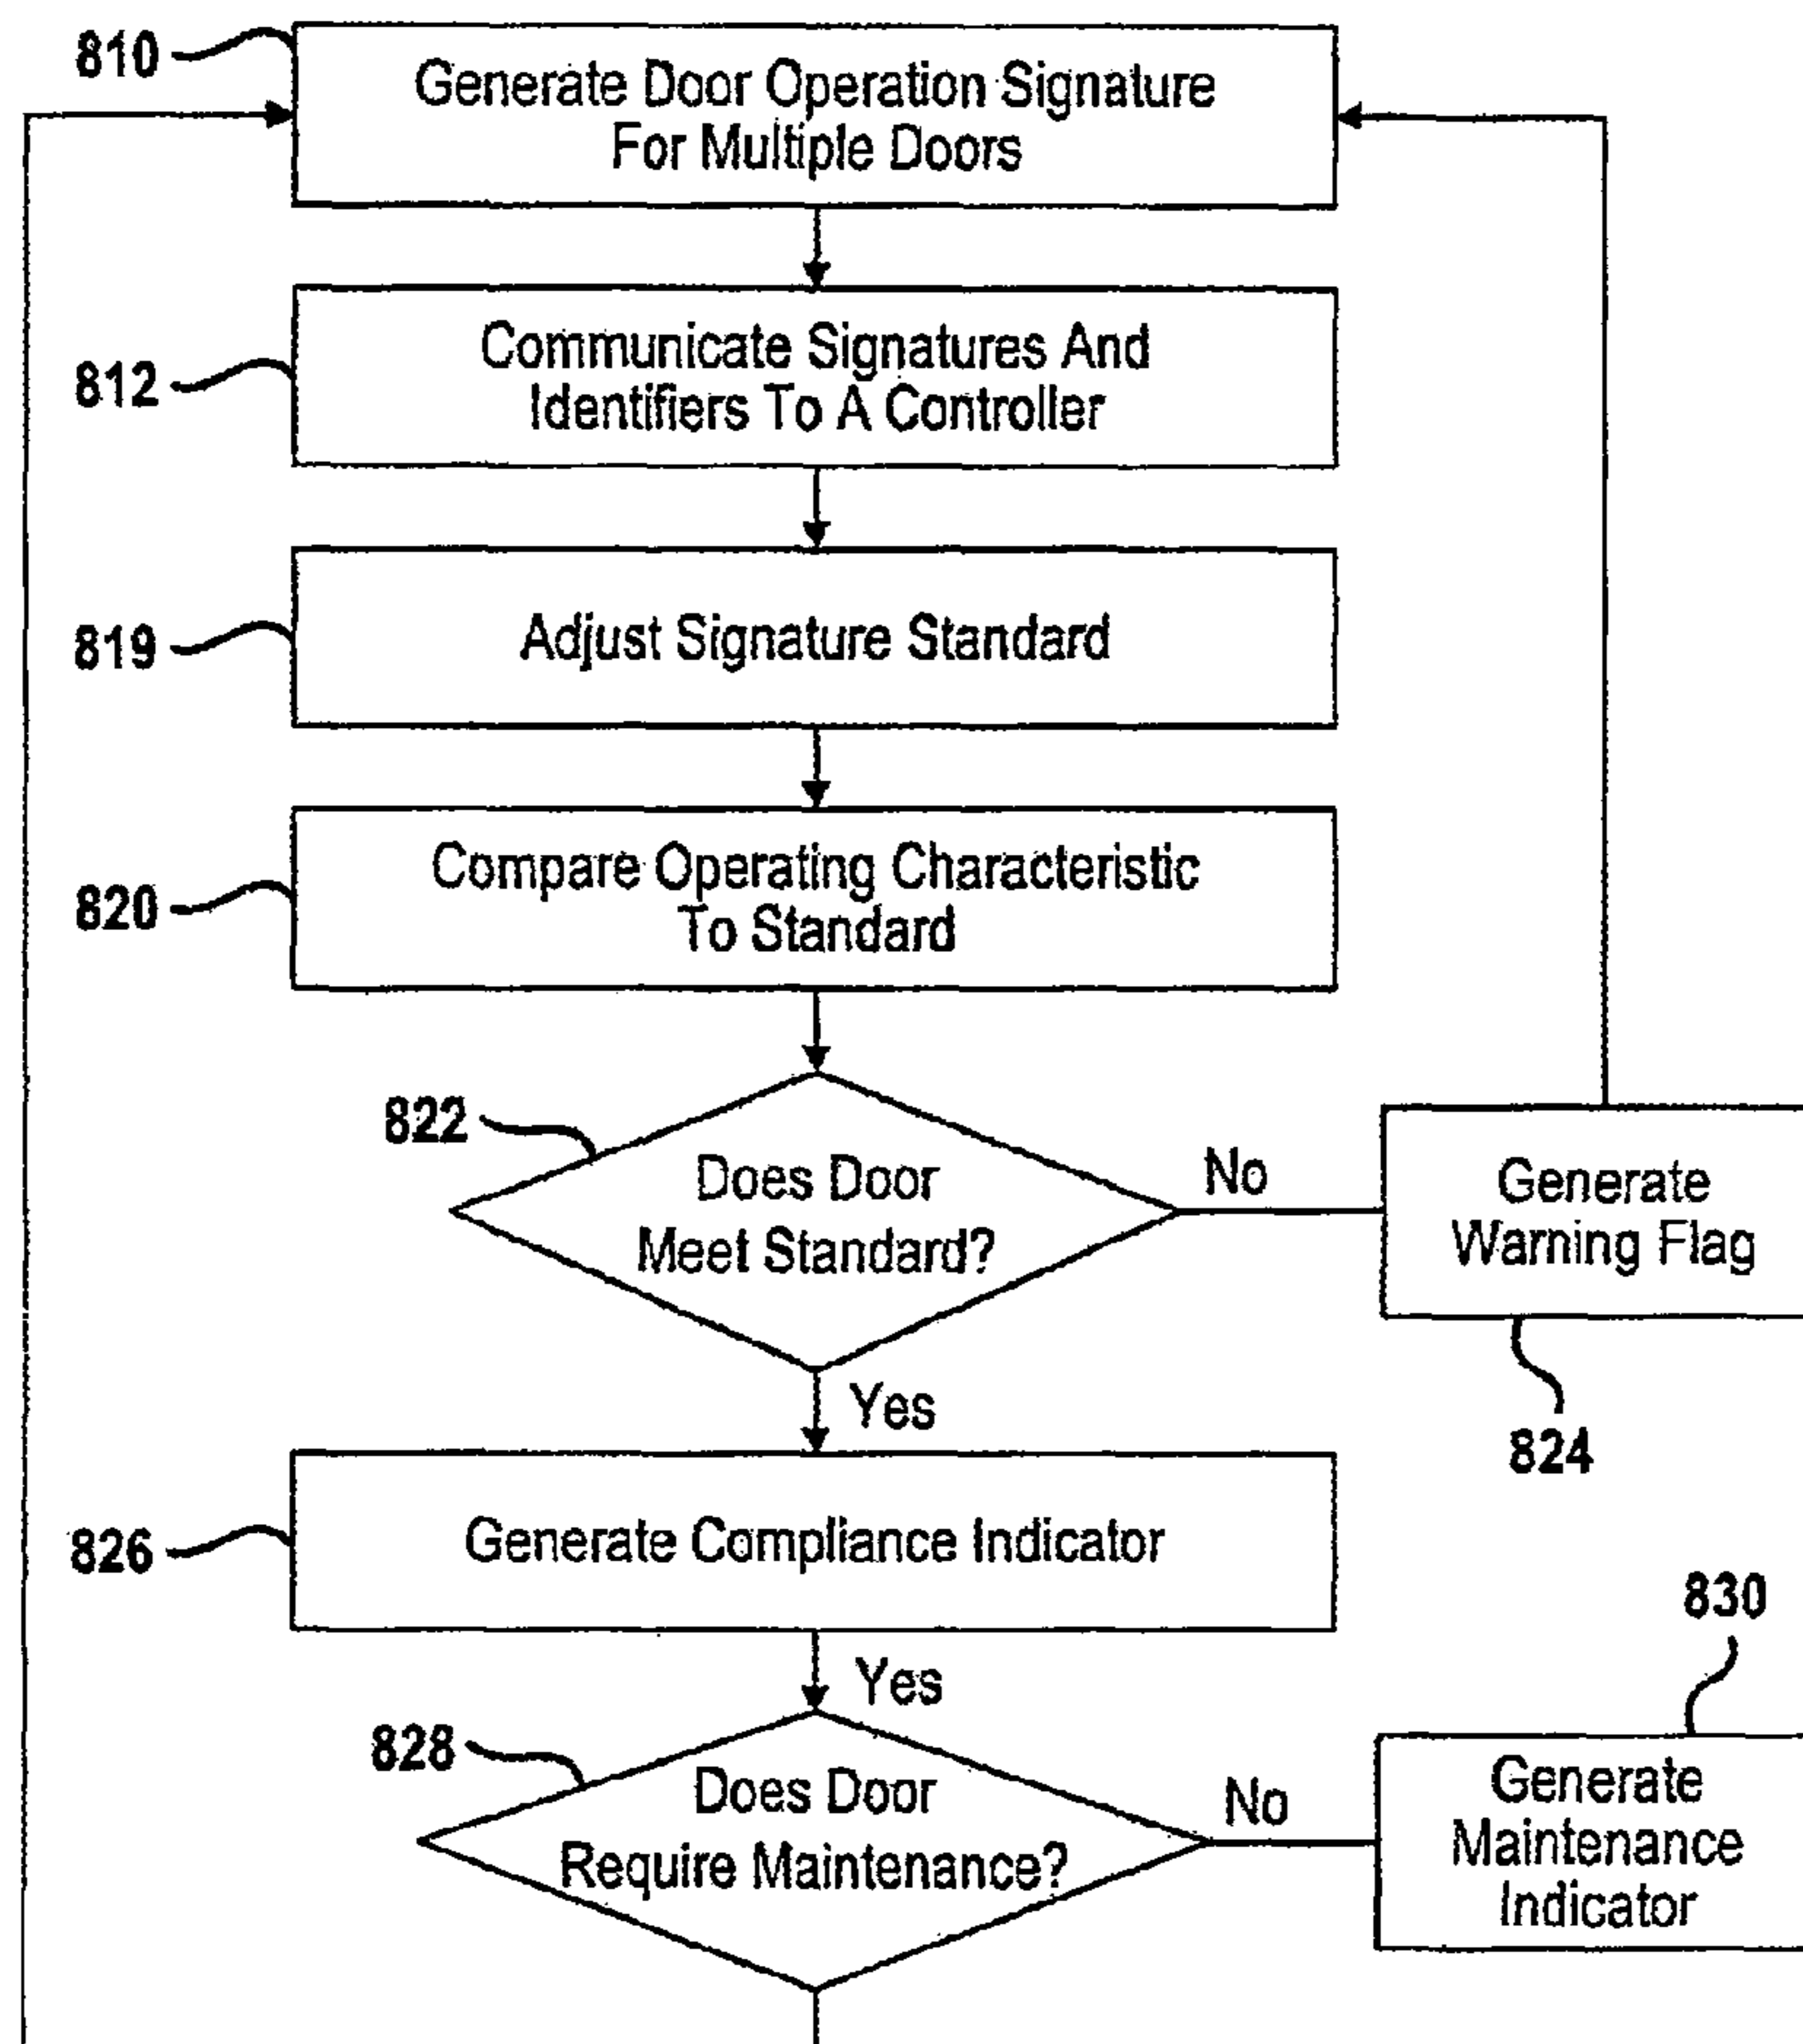 810
Generate Door Operation Signature
For Multiple Doors
812
Communicate Signatures And
Identifiers To A Controller
819
Adjust Signature Standard
820
Compare Operating Characteristic
To Standard
822
Does Door
Meet Standard?
No
Generate
Warning Flag
824
Yes
826
Generate Compliance Indicator
Yes
830
828
Does Door
Require Maintenance?
No
Generate
Maintenance
Indicator